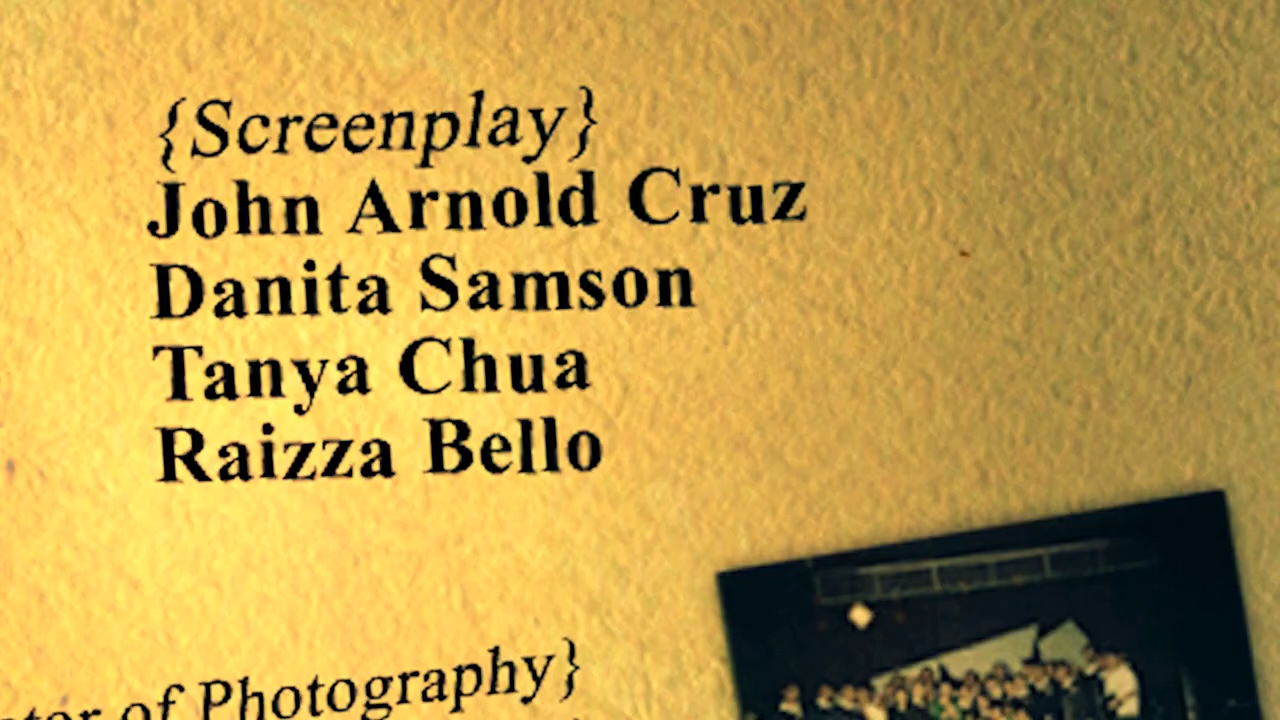 {Screenplay}
John Arnold Cruz
Danita Samson
Tanya Chua
Raizza Bello
of Photography}